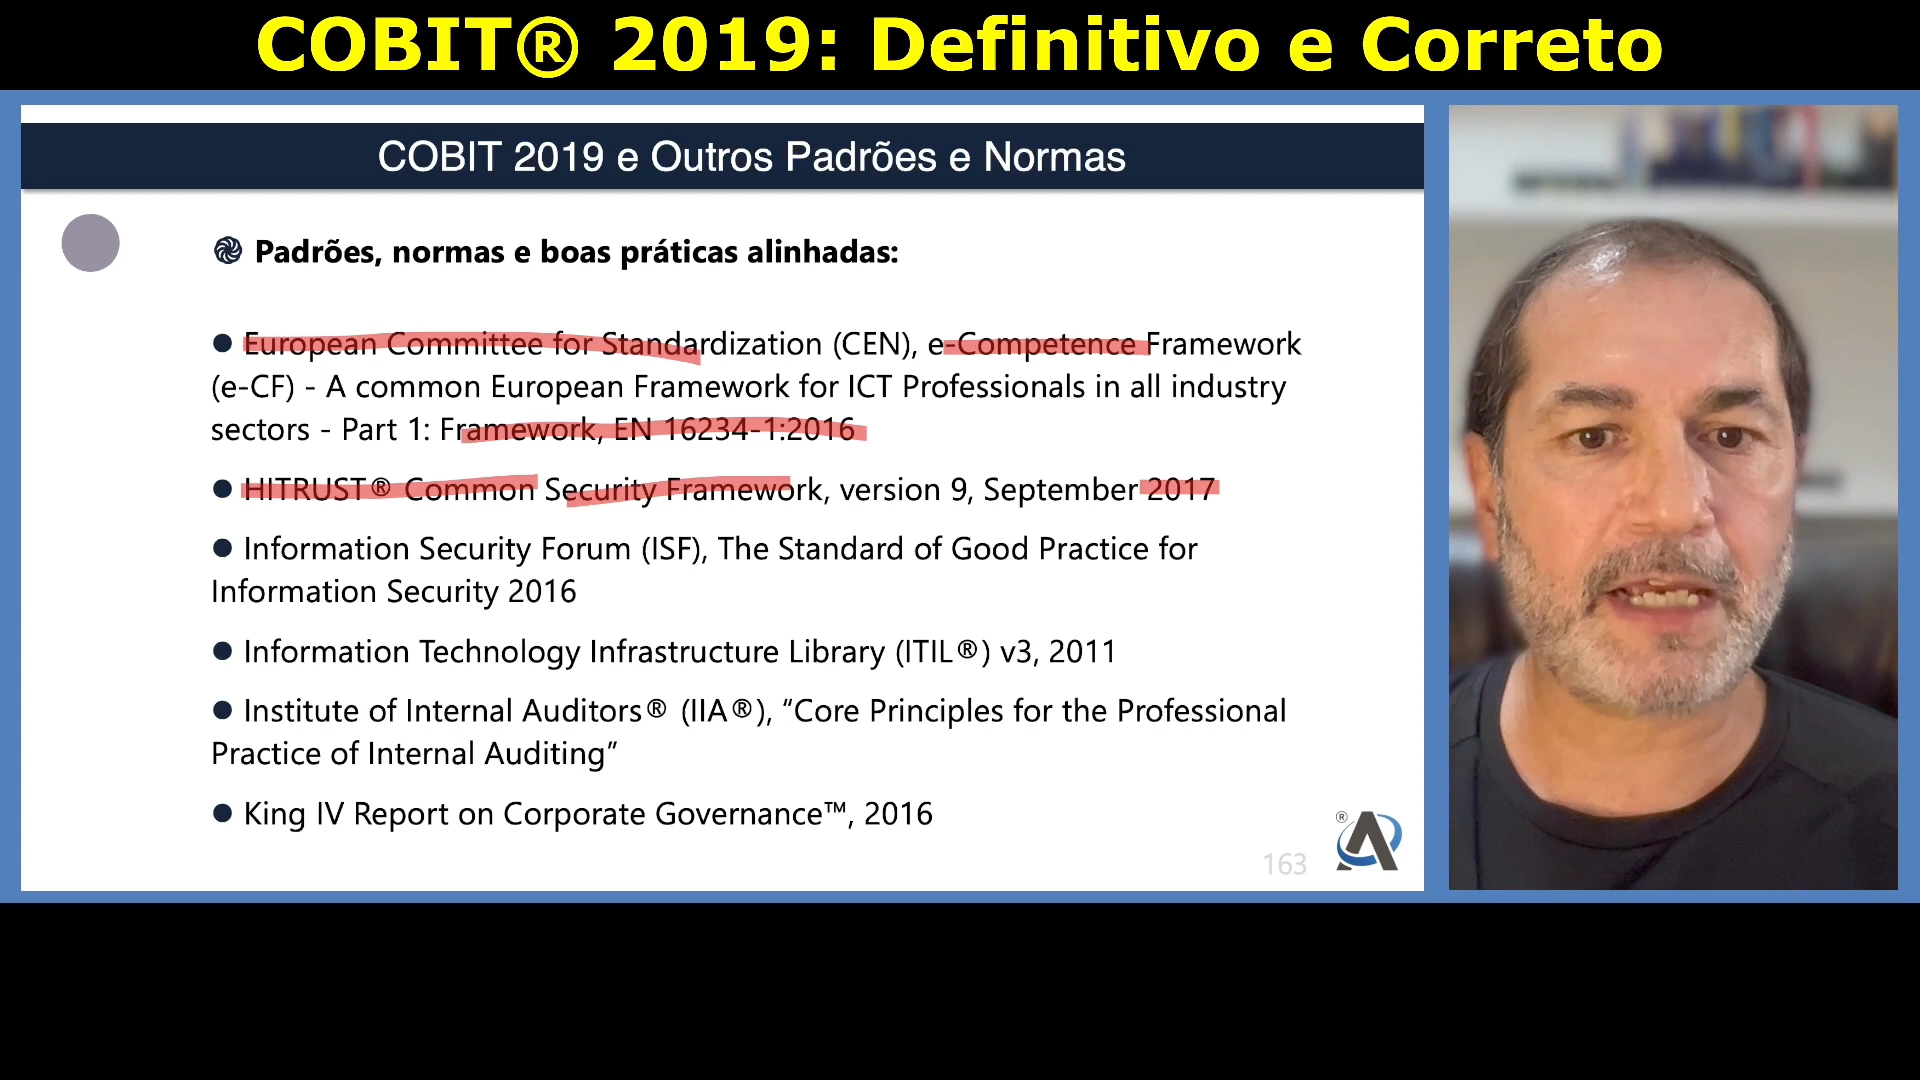 COBIT® 2019: Definitivo e Correto
COBIT 2019 e Outros Padrões e Normas
Padrões, normas e boas práticas alinhadas:
● European Committee for Standardization (CEN), e-Competence Framework
(e-CF) - A common European Framework for ICT Professionals in all industry
sectors - Part 1: Framework, EN 16234-1:2016
● HITRUST® Common Security Framework, version 9, September 2017
● Information Security Forum (ISF), The Standard of Good Practice for
Information Security 2016
● Information Technology Infrastructure Library (ITIL®) v3, 2011
● Institute of Internal Auditors® (IIA®), “Core Principles for the Professional
Practice of Internal Auditing”
● King IV Report on Corporate Governance™, 2016
163
®